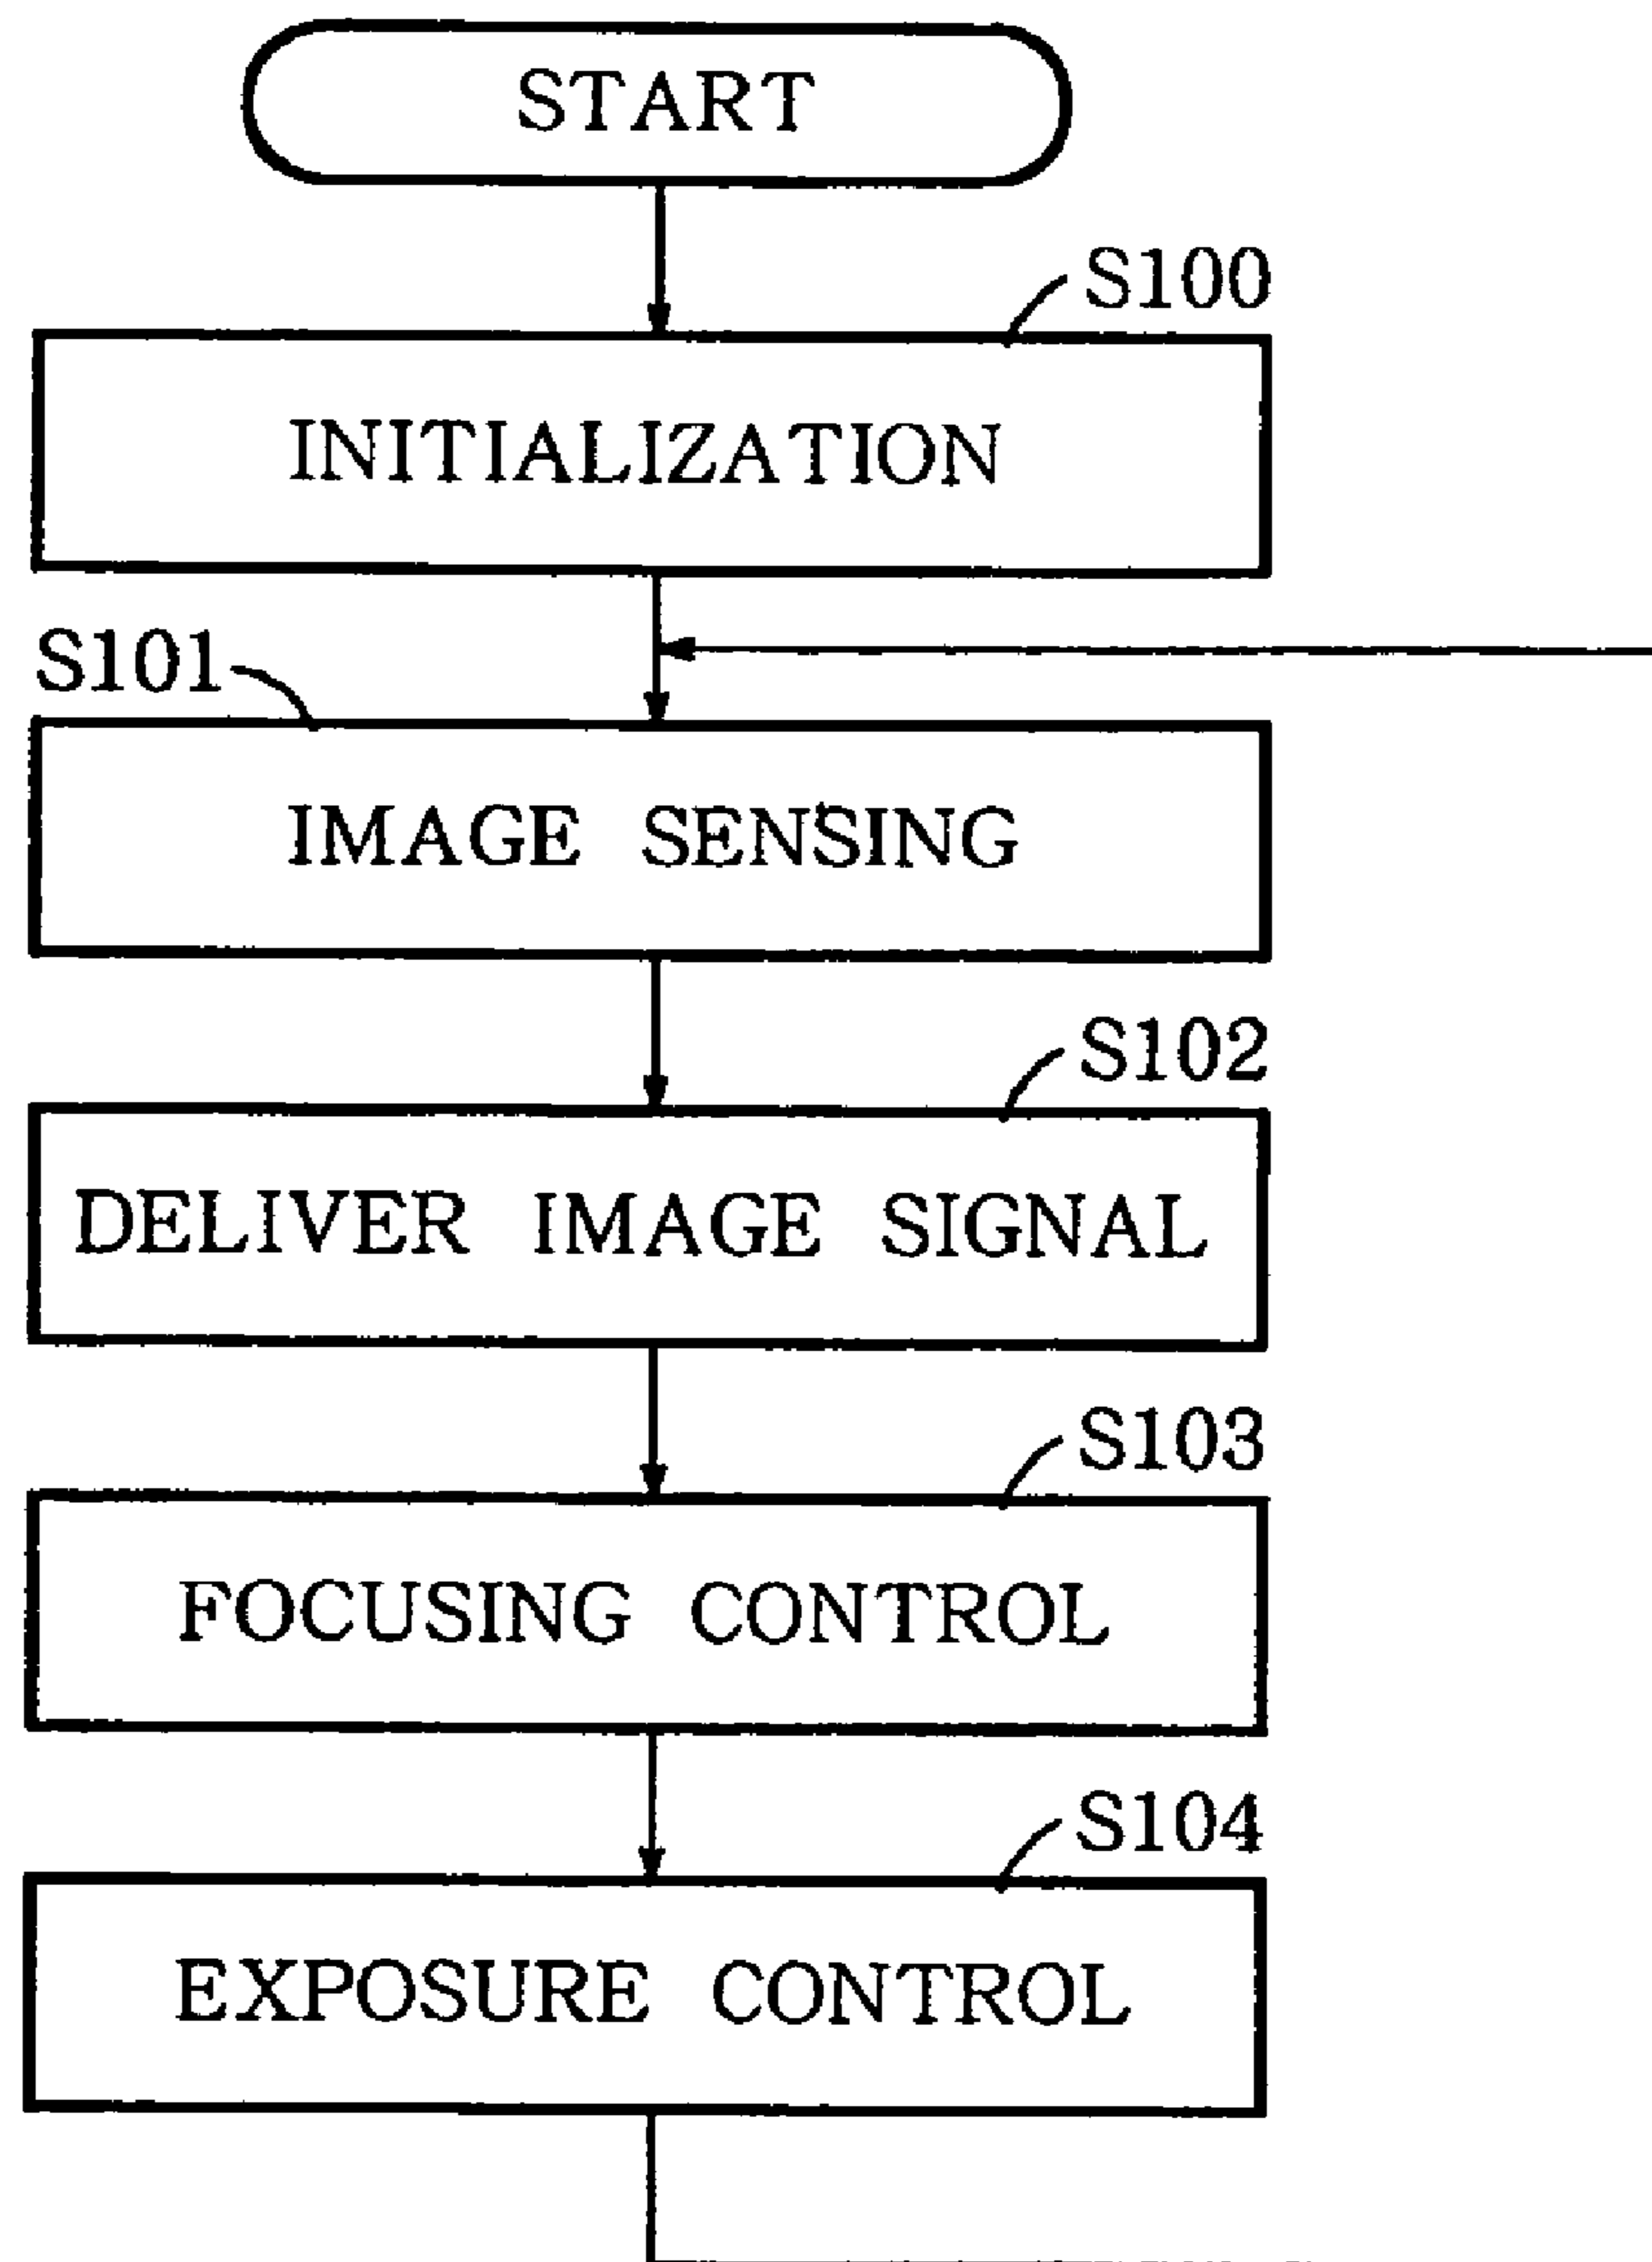 START
S100
INITIALIZATION
S101
IMAGE SENSING
S102
DELIVER IMAGE SIGNAL
S103
FOCUSING CONTROL
S104
EXPOSURE CONTROL